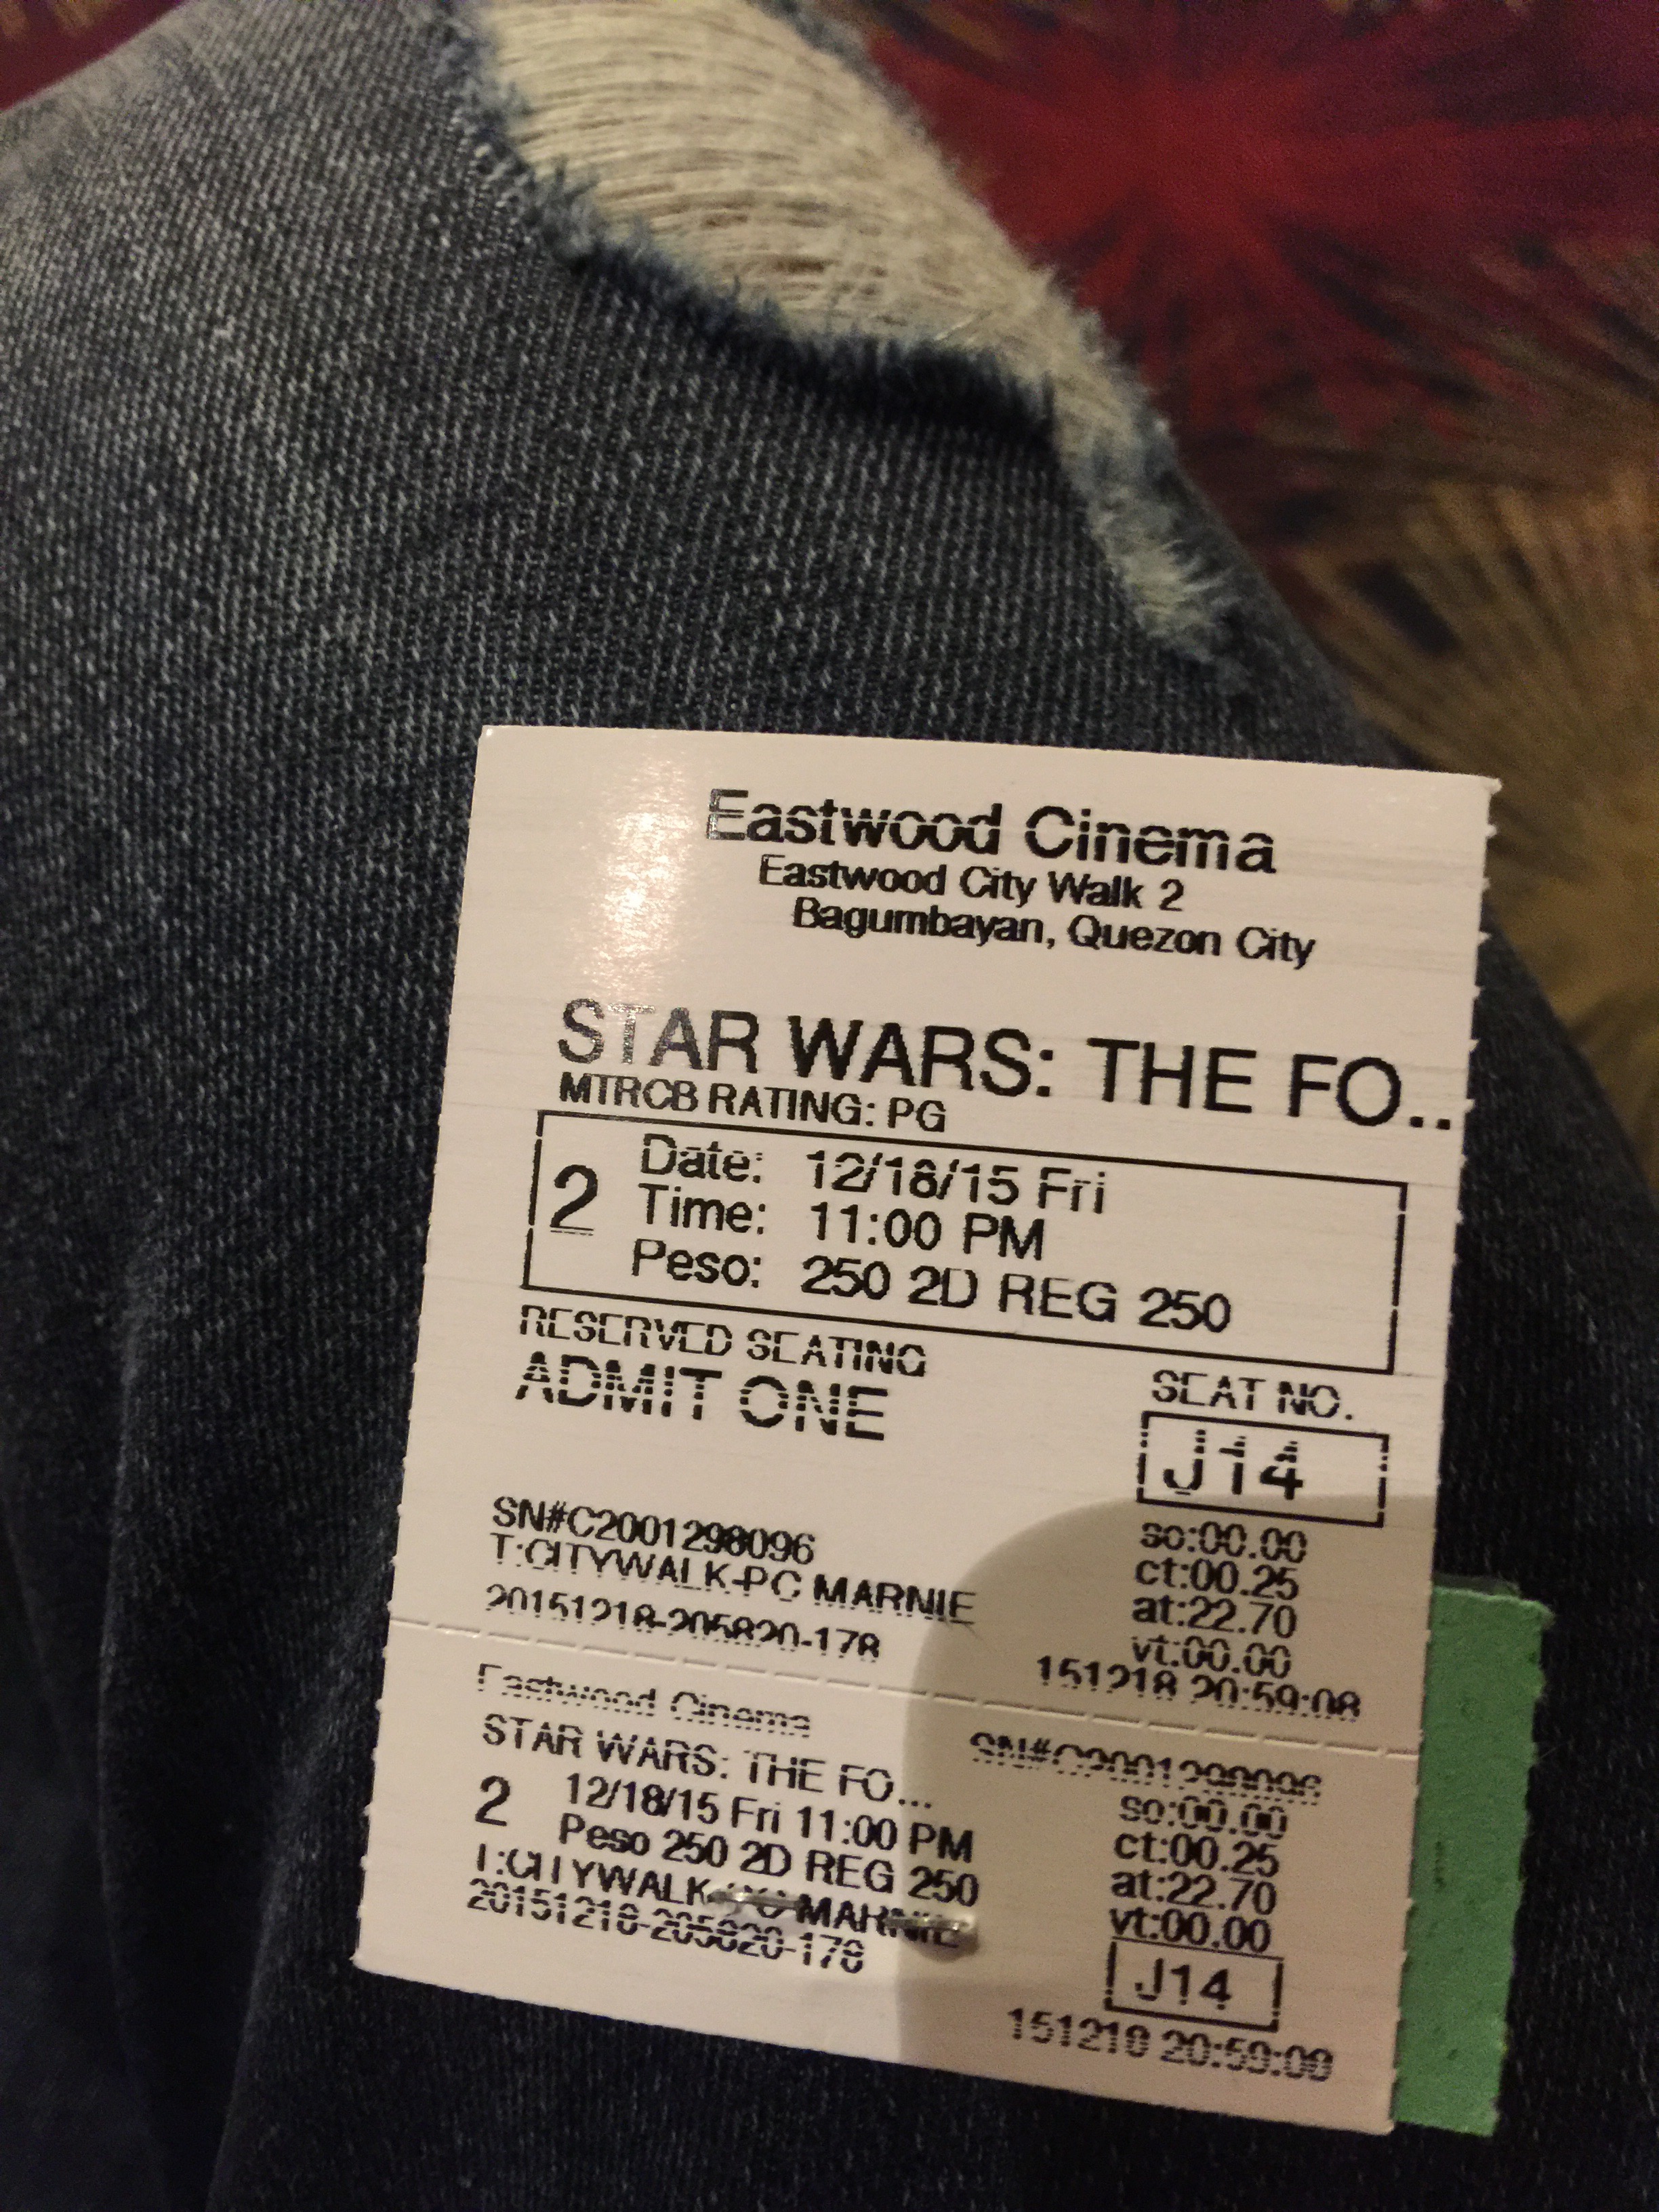 Eastwood Cinema
Eastwood City Walk 2
Bagumbayan, Quezon City
STAR WARS: THE FO..
MTRCB RATING: PG
2
Date: 12/18/15 Fri
Time: 11:00 PM
Peso: 250 2D REG 250
RESERVED SEATING
ADMIT ONE
SEAT NO.
J14
SN#C2001298096
T:CITYWALK-PC MARNIE
20151218-205820-178
so:00.00
ct:00.25
at:22.70
vt:00.00
151218 20:59:08
Eastwood Cinema
STAR WARS: THE FO...
2
12/18/15 Fri 11:00 PM
Peso 250 2D REG 250
T:CITYWALK-PC MARNIE
20151218-205820-178
SN#C2001298096
so:00.00
ct:00.25
at:22.70
vt:00.00
J14
151218 20:59:08